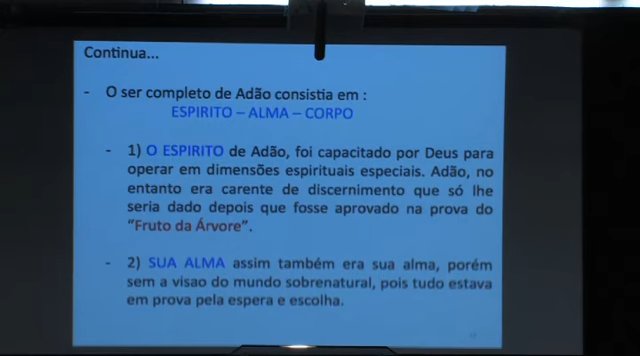 Continua...
- O ser completo de Adão consistia em :
ESPIRITO – ALMA – CORPO
- 1) O ESPIRITO de Adão, foi capacitado por Deus para
operar em dimensões espirituais especiais. Adão, no
entanto era carente de discernimento que só lhe
seria dado depois que fosse aprovado na prova do
“Fruto da Árvore”.
- 2) SUA ALMA assim também era sua alma, porém
sem a visao do mundo sobrenatural, pois tudo estava
em prova pela espera e escolha.